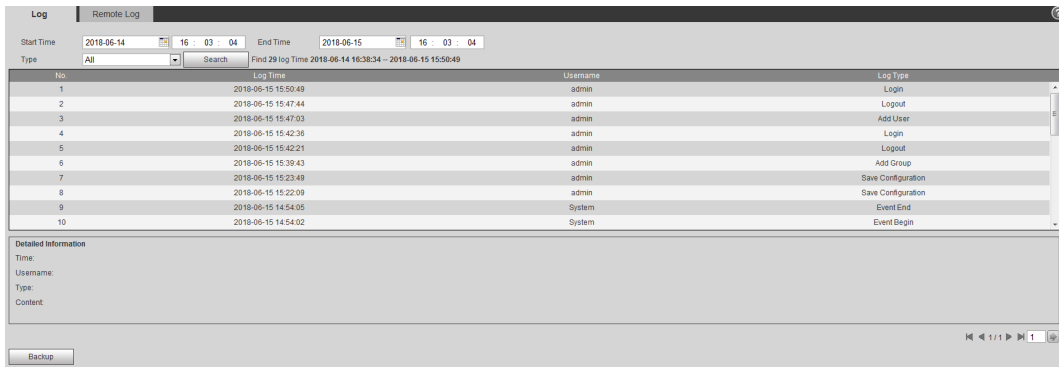 Log Remote Log
Start Time 2018-06-14 16 : 03 : 04 End Time 2018-06-15 16 : 03 : 04
Type All Search Find 29 log Time 2018-06-14 16:38:34 -- 2018-06-15 15:50:49
No. Log Time Username Log Type
1 2018-06-15 15:50:49 admin Login
2 2018-06-15 15:47:44 admin Logout
3 2018-06-15 15:47:03 admin Add User
4 2018-06-15 15:42:36 admin Login
5 2018-06-15 15:42:21 admin Logout
6 2018-06-15 15:39:43 admin Add Group
7 2018-06-15 15:23:49 admin Save Configuration
8 2018-06-15 15:22:09 admin Save Configuration
9 2018-06-15 14:54:05 System Event End
10 2018-06-15 14:54:02 System Event Begin
Detailed Information
Time:
Username:
Type:
Content:
1/1 1
Backup